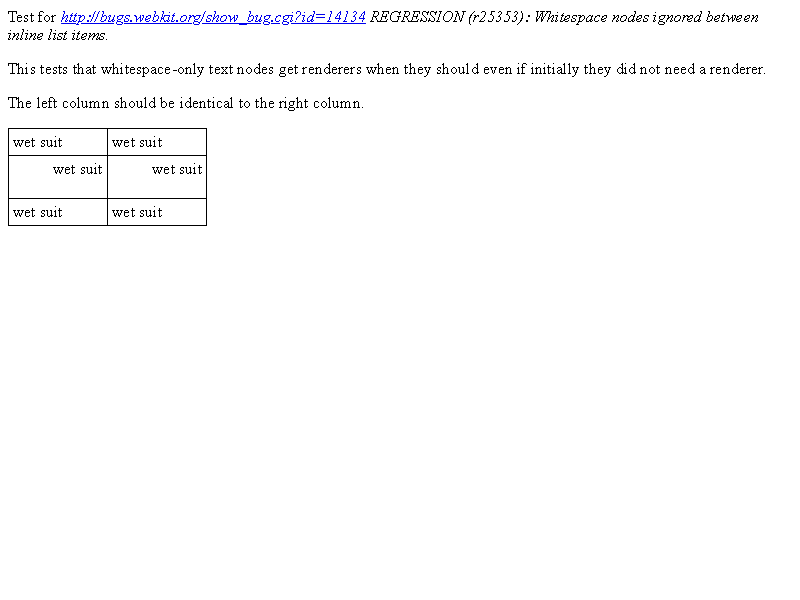 Test for http://bugs.webkit.org/show_bug.cgi?id=14134 REGRESSION (r25353): Whitespace nodes ignored between
inline list items.
This tests that whitespace-only text nodes get renderers when they should even if initially they did not need a renderer.
The left column should be identical to the right column.
wet suit wet suit
wet suit wet suit
wet suit wet suit